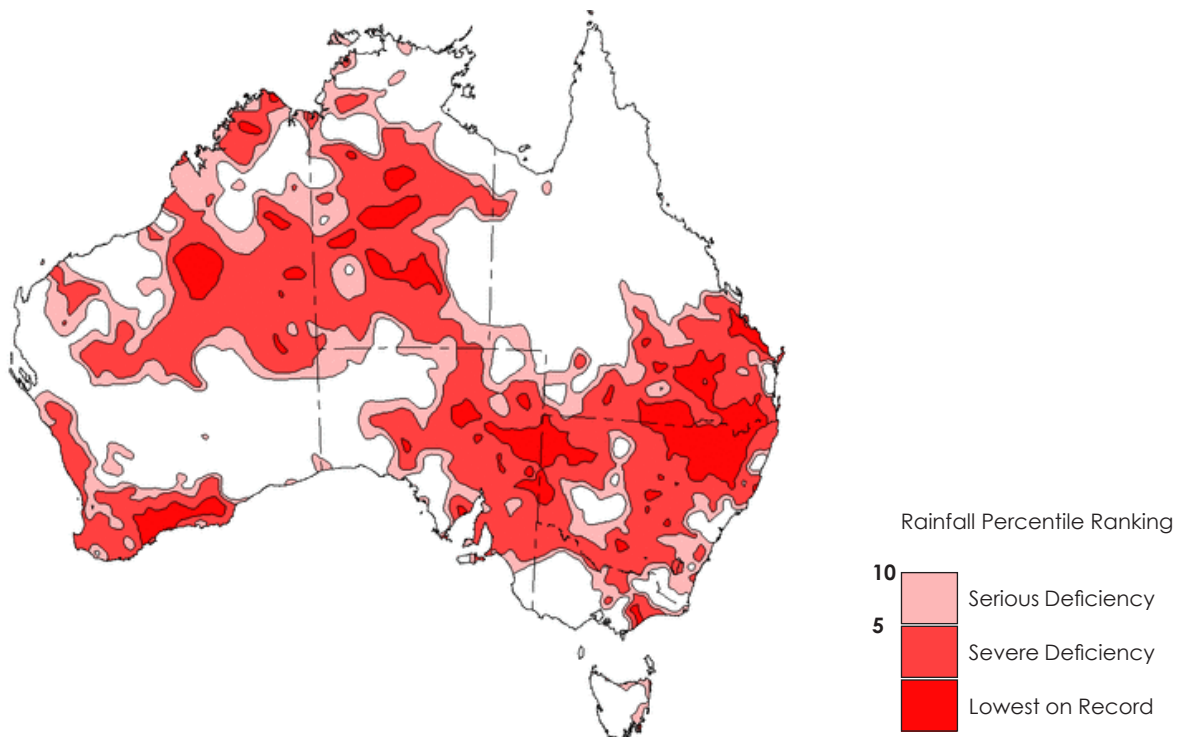 Rainfall Percentile Ranking
10
Serious Deficiency
5
Severe Deficiency
Lowest on Record